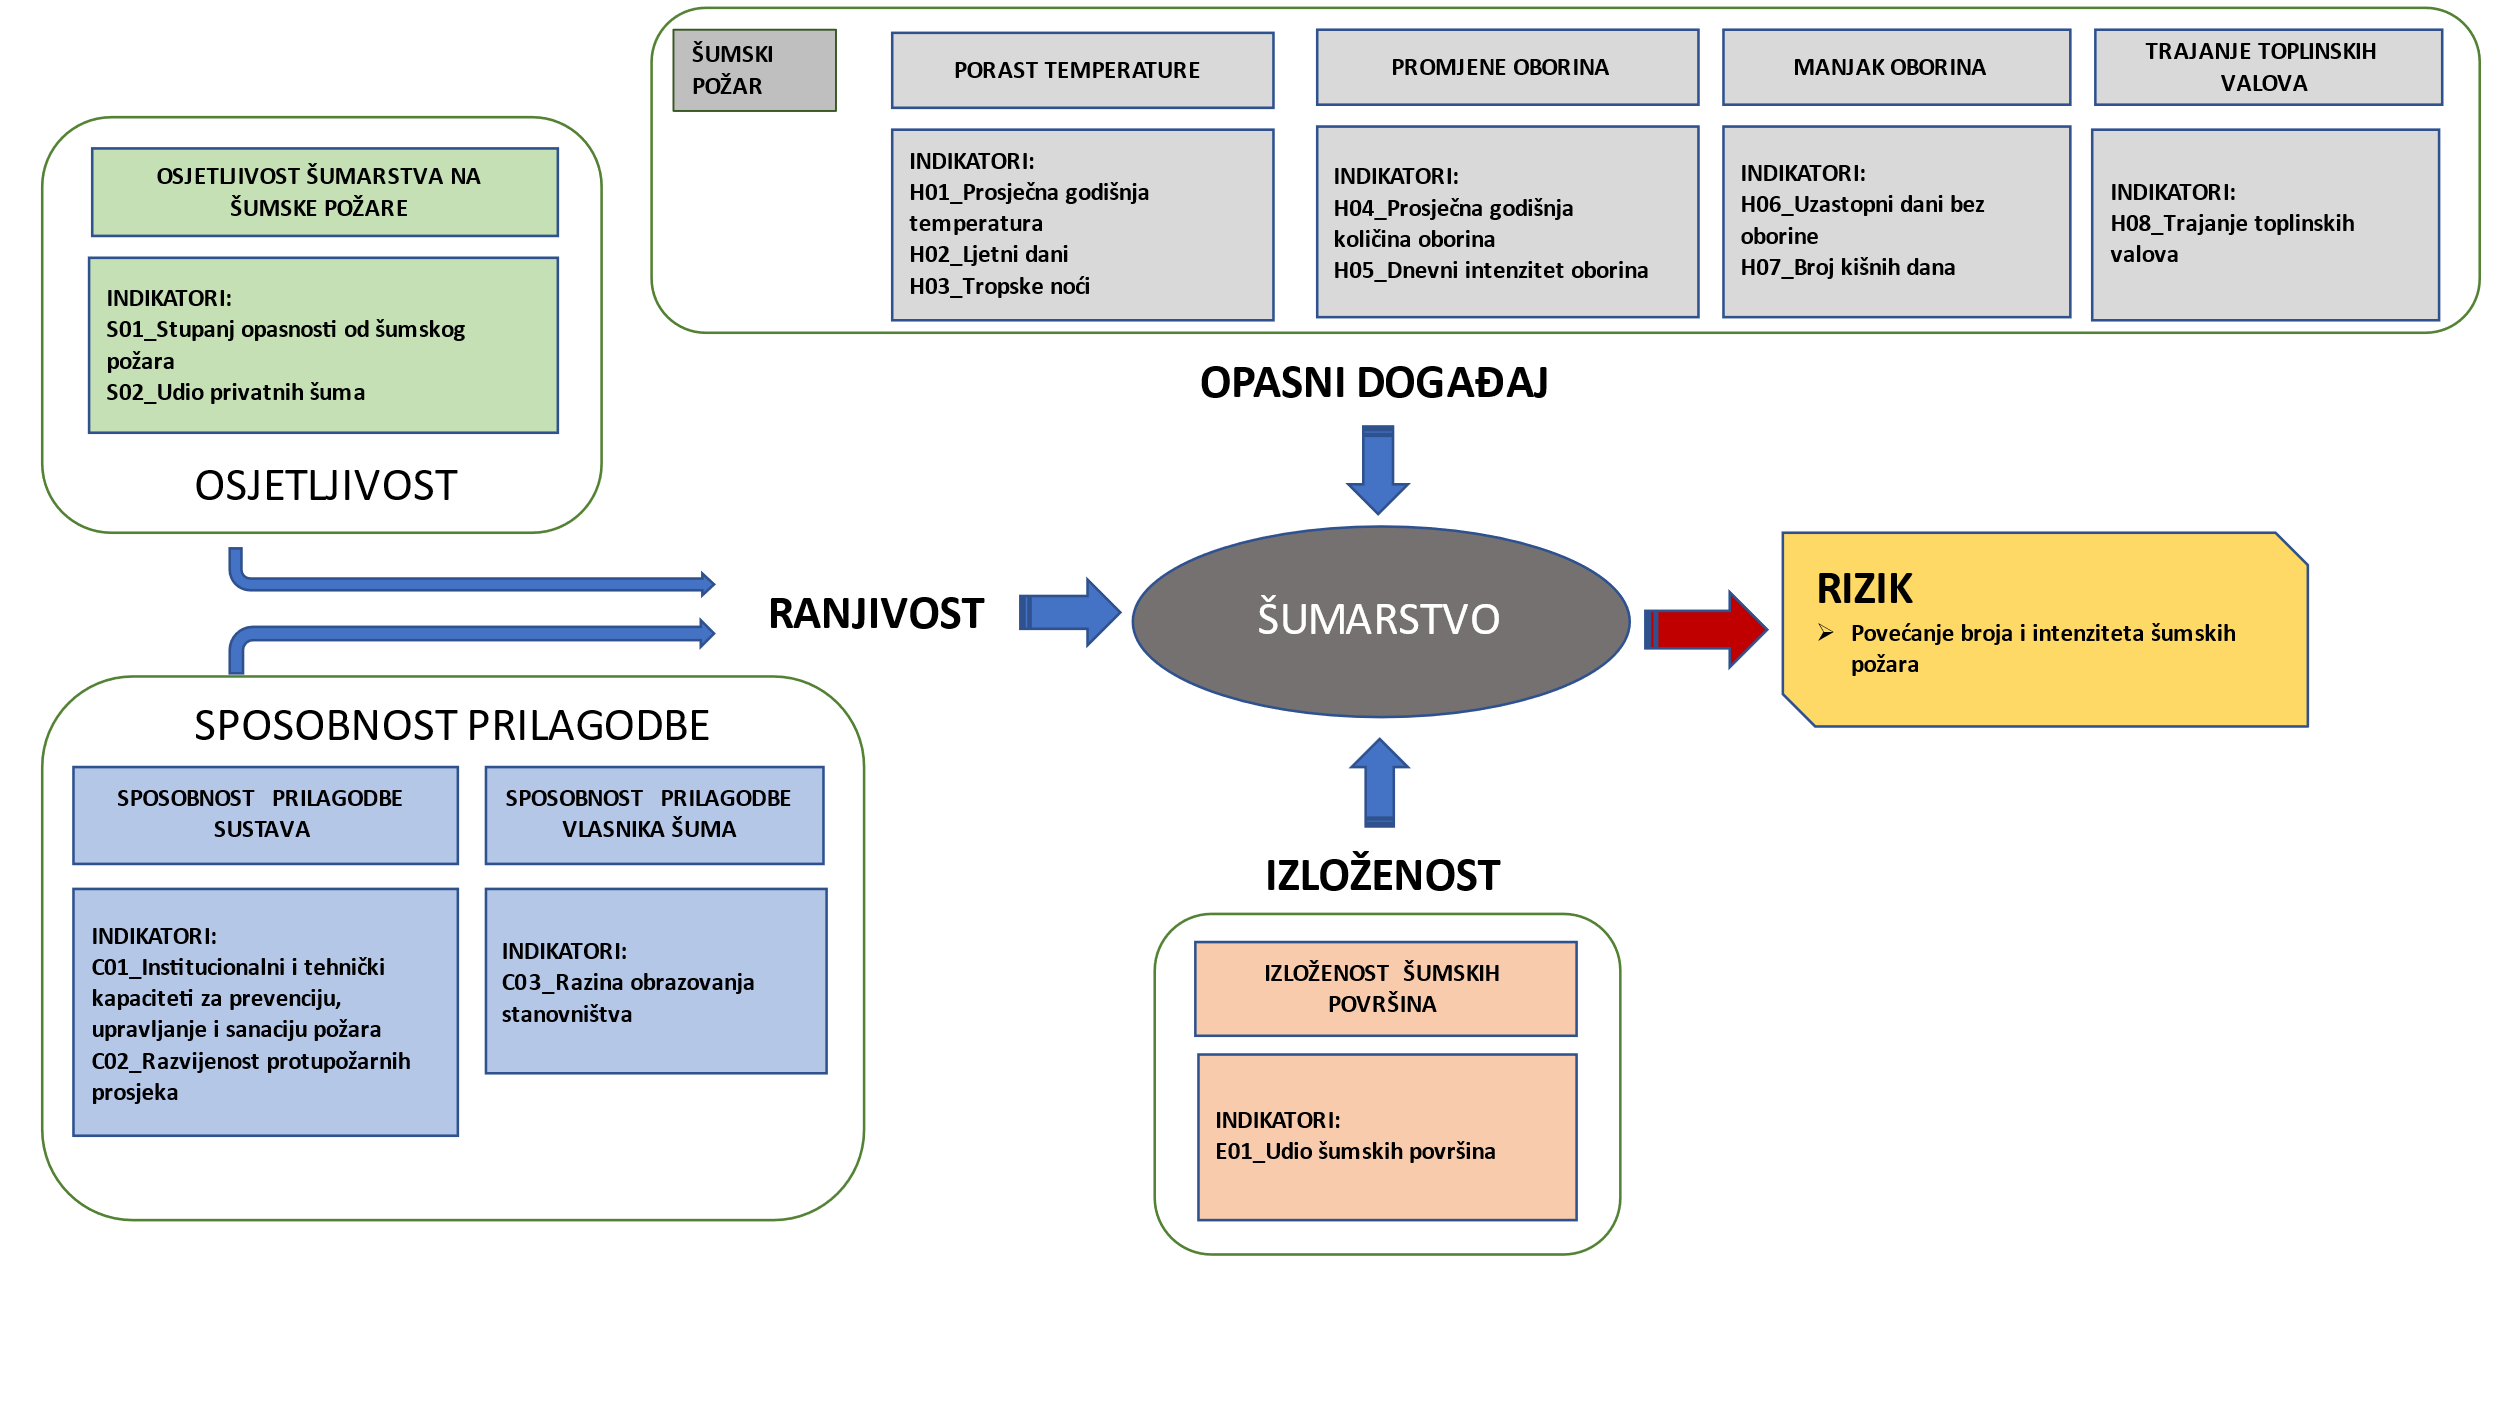 ŠUMSKI
POŽAR
PORAST TEMPERATURE
PROMJENE OBORINA
MANJAK OBORINA
TRAJANJE TOPLINSKIH
VALOVA
INDIKATORI:
H01_Prosječna godišnja
temperatura
H02_Ljetni dani
H03_Tropske noći
INDIKATORI:
H04_Prosječna godišnja
količina oborina
H05_Dnevni intenzitet oborina
INDIKATORI:
H06_Uzastopni dani bez
oborine
H07_Broj kišnih dana
INDIKATORI:
H08_Trajanje toplinskih
valova
OPASNI DOGAĐAJ
OSJETLJIVOST ŠUMARSTVA NA
ŠUMSKE POŽARE
INDIKATORI:
S01_Stupanj opasnosti od šumskog
požara
S02_Udio privatnih šuma
OSJETLJIVOST
RANJIVOST
ŠUMARSTVO
RIZIK
➢ Povećanje broja i intenziteta šumskih
požara
SPOSOBNOST PRILAGODBE
SPOSOBNOST PRILAGODBE
SUSTAVA
SPOSOBNOST PRILAGODBE
VLASNIKA ŠUMA
INDIKATORI:
C01_Institucionalni i tehnički
kapaciteti za prevenciju,
upravljanje i sanaciju požara
C02_Razvijenost protupožarnih
prosjeka
INDIKATORI:
C03_Razina obrazovanja
stanovništva
IZLOŽENOST
IZLOŽENOST ŠUMSKIH
POVRŠINA
INDIKATORI:
E01_Udio šumskih površina